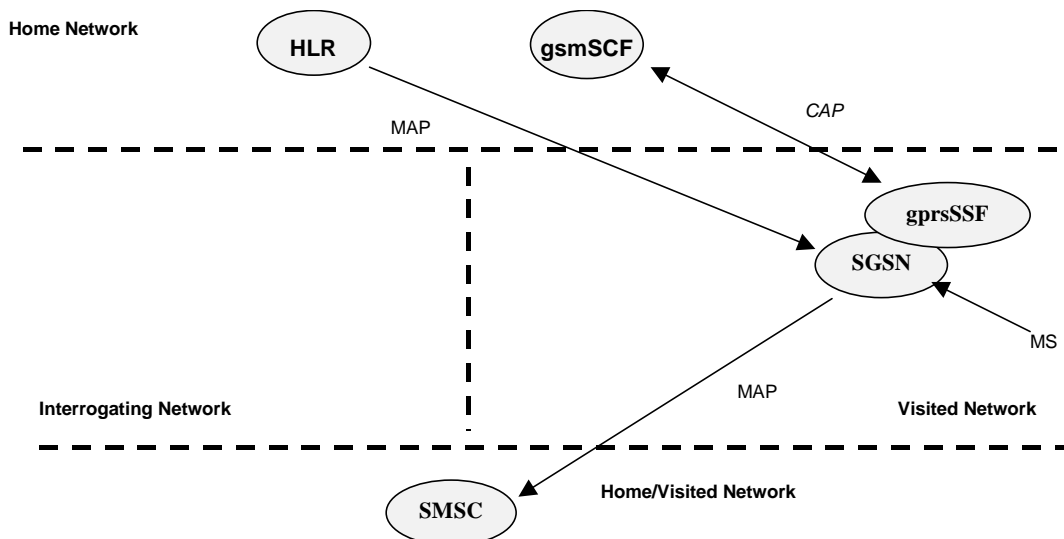 Home Network
HLR
gsmSCF
CAP
MAP
gprsSSF
SGSN
MS
MAP
Interrogating Network
Visited Network
Home/Visited Network
SMSC